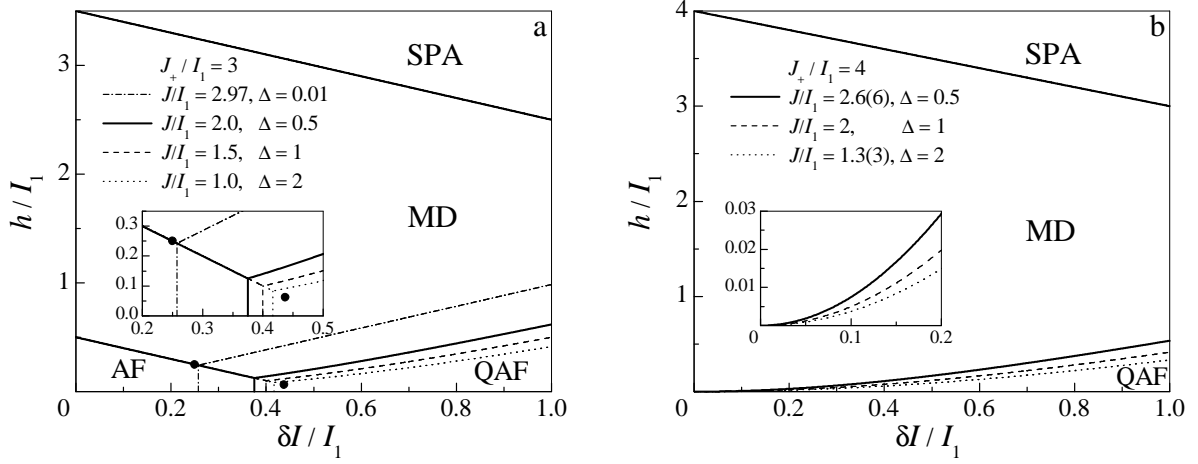 a
SPA
J₊ / I₁ = 3
J/I₁ = 2.97, Δ = 0.01
J/I₁ = 2.0, Δ = 0.5
J/I₁ = 1.5, Δ = 1
J/I₁ = 1.0, Δ = 2
MD
AF
QAF
h / I₁
3
2
1
0 0.2 0.4 0.6 0.8 1.0
δI / I₁
0.3
0.2
0.1
0.0
0.2 0.3 0.4 0.5
b
SPA
J₊ / I₁ = 4
J/I₁ = 2.6(6), Δ = 0.5
J/I₁ = 2, Δ = 1
J/I₁ = 1.3(3), Δ = 2
MD
QAF
h / I₁
4
3
2
1
0 0.2 0.4 0.6 0.8 1.0
δI / I₁
0.03
0.02
0.01
0 0.1 0.2